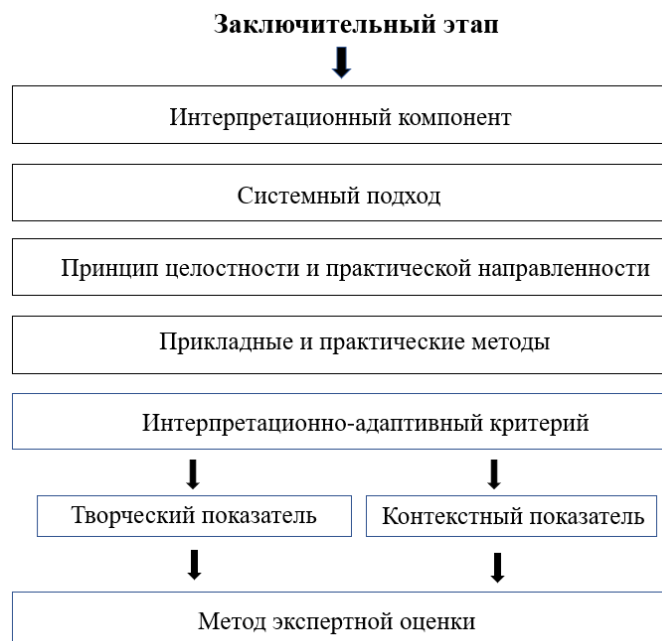 Заключительный этап
Интерпретационный компонент
Системный подход
Принцип целостности и практической направленности
Прикладные и практические методы
Интерпретационно-адаптивный критерий
Творческий показатель
Контекстный показатель
Метод экспертной оценки